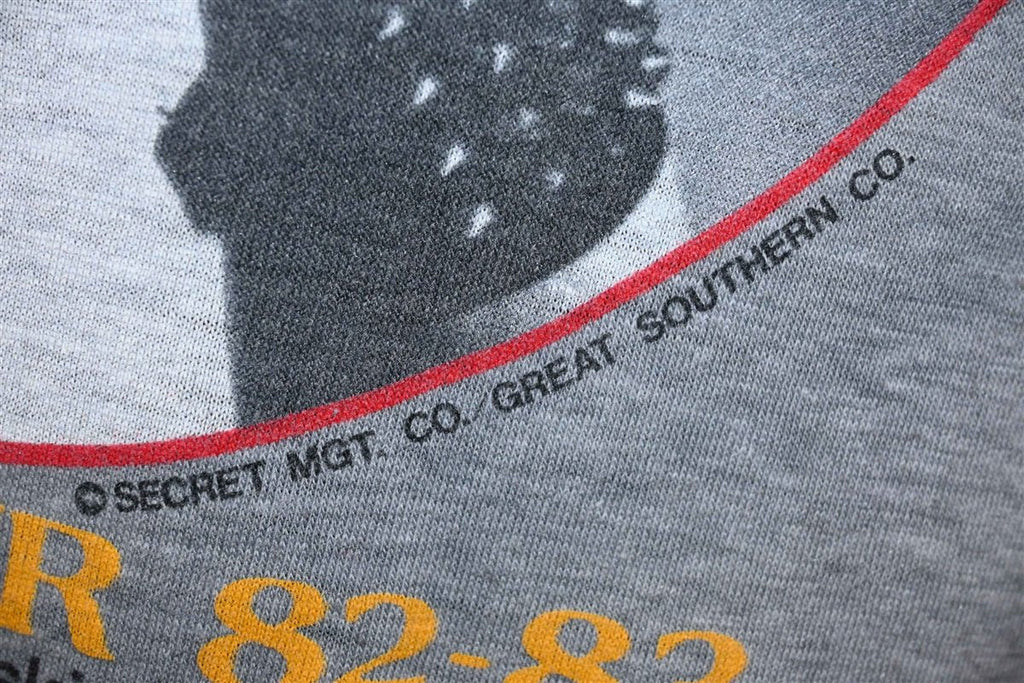 © SECRET MGT. CO./GREAT SOUTHERN CO.
82-83